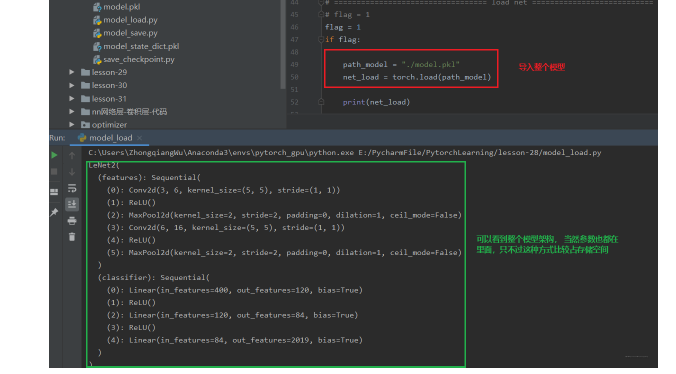 model.pkl
model_load.py
model_save.py
model_state_dict.pkl
save_checkpoint.py
lesson-29
lesson-30
lesson-31
nn网络层-卷积层-代码
optimizer
44 # ================================ load net ===========================
45 # flag = 1
46 flag = 1
47 if flag:
48
49 path_model = "./model.pkl"
50 net_load = torch.load(path_model)
51
52 print(net_load)
导入整个模型
Run: model_load ×
C:\Users\ZhongqiangWu\Anaconda3\envs\pytorch_gpu\python.exe E:/PycharmFile/PytorchLearning/lesson-28/model_load.py
LeNet2(
(features): Sequential(
(0): Conv2d(3, 6, kernel_size=(5, 5), stride=(1, 1))
(1): ReLU()
(2): MaxPool2d(kernel_size=2, stride=2, padding=0, dilation=1, ceil_mode=False)
(3): Conv2d(6, 16, kernel_size=(5, 5), stride=(1, 1))
(4): ReLU()
(5): MaxPool2d(kernel_size=2, stride=2, padding=0, dilation=1, ceil_mode=False)
)
(classifier): Sequential(
(0): Linear(in_features=400, out_features=120, bias=True)
(1): ReLU()
(2): Linear(in_features=120, out_features=84, bias=True)
(3): ReLU()
(4): Linear(in_features=84, out_features=2019, bias=True)
)
)
可以看到整个模型架构, 当然参数也都在
里面, 只不过这种方式比较占存储空间